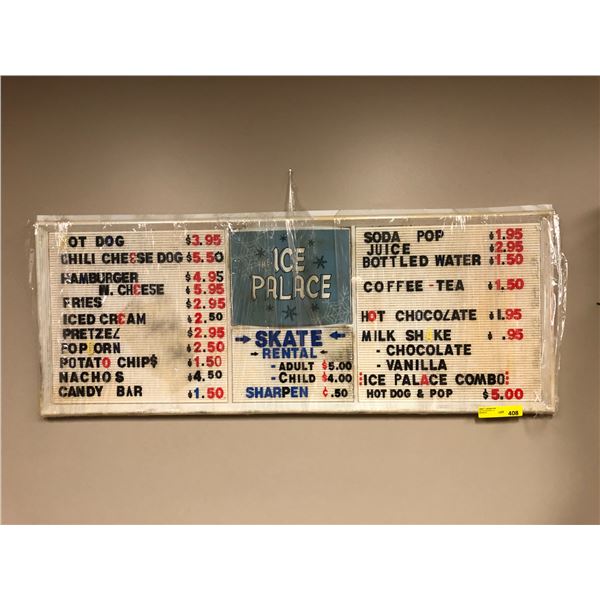 HOT DOG $3.95
CHILI CHEESE DOG $5.50
HAMBURGER $4.95
W. CHEESE $5.95
FRIES $2.95
ICED CREAM $2.50
PRETZEL $2.95
POPCORN $2.50
POTATO CHIP$ $1.50
NACHOS $4.50
CANDY BAR $1.50
ICE
PALACE
SKATE
RENTAL
- ADULT $5.00
- CHILD $4.00
SHARPEN ¢.50
SODA POP $1.95
JUICE $2.95
BOTTLED WATER $1.50
COFFEE - TEA $1.50
HOT CHOCOLATE $1.95
MILK SHAKE $ .95
- CHOCOLATE
- VANILLA
ICE PALACE COMBO
HOT DOG & POP $5.00
408